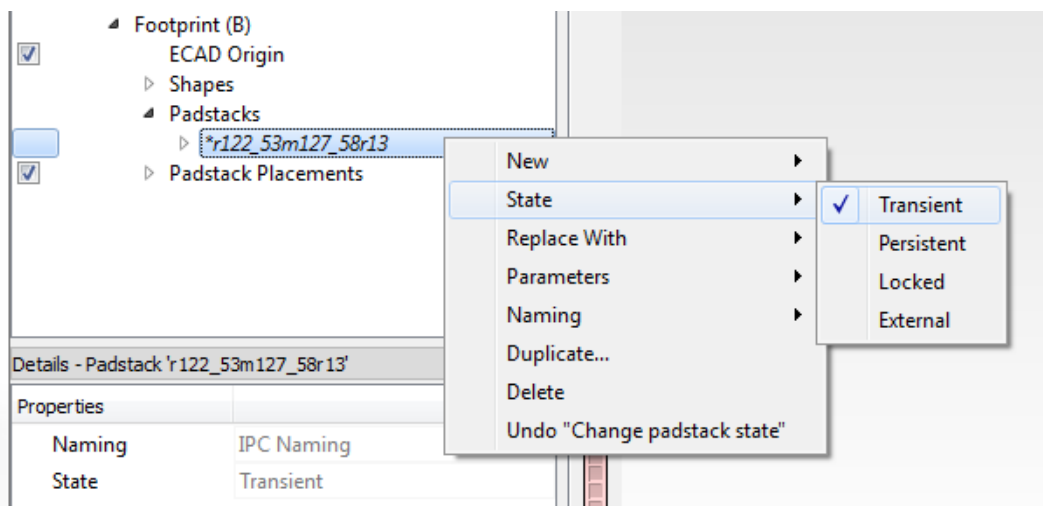 Footprint (B)
ECAD Origin
Shapes
Padstacks
*r122_53m127_58r13
Padstack Placements
New
State
Replace With
Parameters
Naming
Duplicate...
Delete
Undo "Change padstack state"
Transient
Persistent
Locked
External
Details - Padstack 'r122_53m127_58r13'
Properties
Naming IPC Naming
State Transient